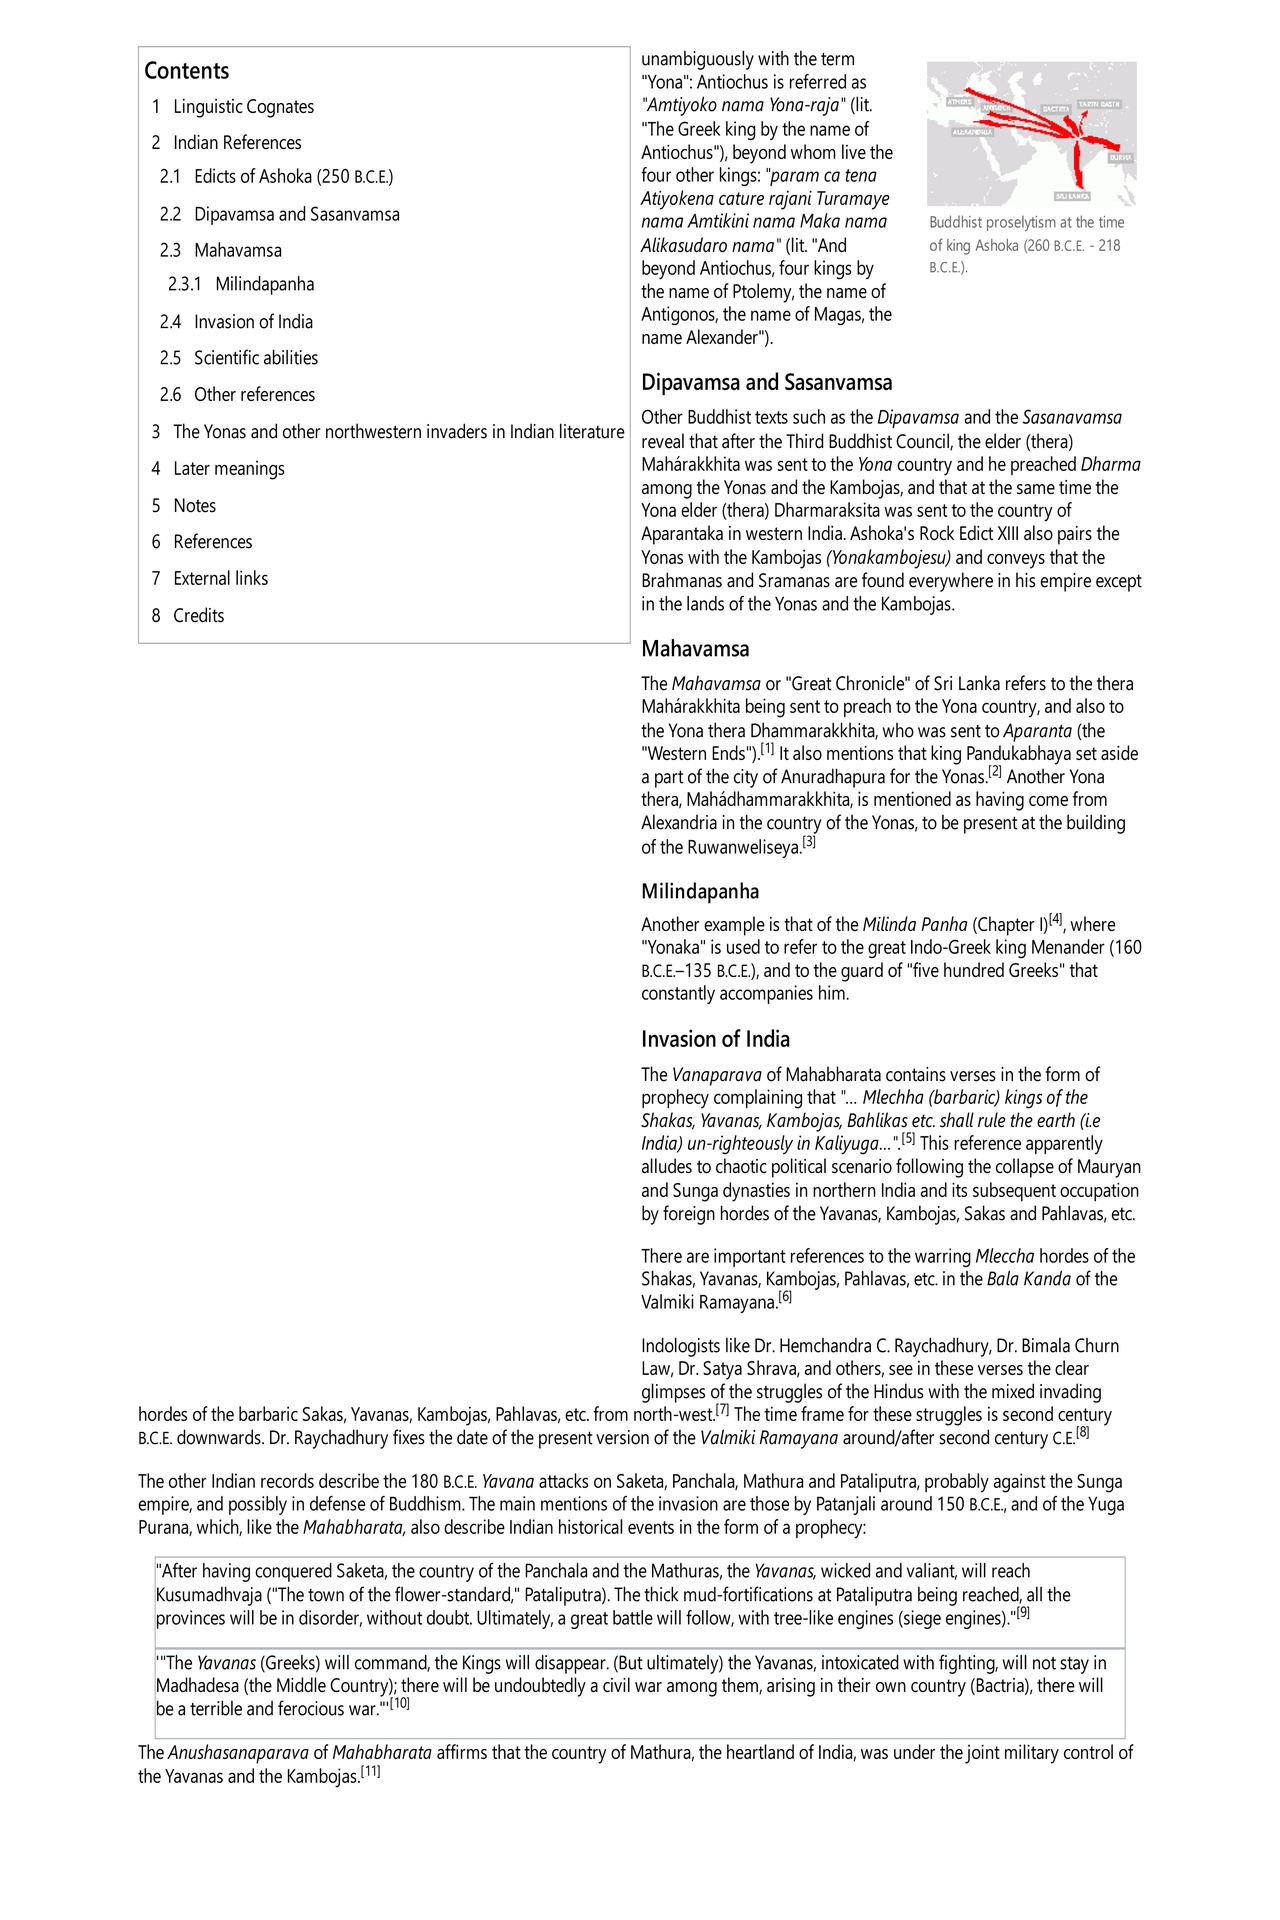 Contents
1 Linguistic Cognates
2 Indian References
2.1 Edicts of Ashoka (250 B.C.E.)
2.2 Dipavamsa and Sasanvamsa
2.3 Mahavamsa
2.3.1 Milindapanha
2.4 Invasion of India
2.5 Scientific abilities
2.6 Other references
3 The Yonas and other northwestern invaders in Indian literature
4 Later meanings
5 Notes
6 References
7 External links
8 Credits
unambiguously with the term
"Yona": Antiochus is referred as
"Amtiyoko nama Yona-raja" (lit.
"The Greek king by the name of
Antiochus"), beyond whom live the
four other kings: "param ca tena
Atiyokena cature rajani Turamaye
nama Amtikini nama Maka nama
Alikasudaro nama" (lit. "And
beyond Antiochus, four kings by
the name of Ptolemy, the name of
Antigonos, the name of Magas, the
name Alexander").
ATHENS
ANTIOCH
BACTRIA
TARIM BASIN
ALEXANDRIA
BURMA
SRI LANKA
Buddhist proselytism at the time
of king Ashoka (260 B.C.E. - 218
B.C.E.).
Dipavamsa and Sasanvamsa
Other Buddhist texts such as the Dipavamsa and the Sasanavamsa
reveal that after the Third Buddhist Council, the elder (thera)
Mahárakkhita was sent to the Yona country and he preached Dharma
among the Yonas and the Kambojas, and that at the same time the
Yona elder (thera) Dharmaraksita was sent to the country of
Aparantaka in western India. Ashoka's Rock Edict XIII also pairs the
Yonas with the Kambojas (Yonakambojesu) and conveys that the
Brahmanas and Sramanas are found everywhere in his empire except
in the lands of the Yonas and the Kambojas.
Mahavamsa
The Mahavamsa or "Great Chronicle" of Sri Lanka refers to the thera
Mahárakkhita being sent to preach to the Yona country, and also to
the Yona thera Dhammarakkhita, who was sent to Aparanta (the
"Western Ends").[1] It also mentions that king Pandukabhaya set aside
a part of the city of Anuradhapura for the Yonas.[2] Another Yona
thera, Mahádhammarakkhita, is mentioned as having come from
Alexandria in the country of the Yonas, to be present at the building
of the Ruwanweliseya.[3]
Milindapanha
Another example is that of the Milinda Panha (Chapter I)[4], where
"Yonaka" is used to refer to the great Indo-Greek king Menander (160
B.C.E.–135 B.C.E.), and to the guard of "five hundred Greeks" that
constantly accompanies him.
Invasion of India
The Vanaparava of Mahabharata contains verses in the form of
prophecy complaining that "... Mlechha (barbaric) kings of the
Shakas, Yavanas, Kambojas, Bahlikas etc. shall rule the earth (i.e
India) un-righteously in Kaliyuga...".[5] This reference apparently
alludes to chaotic political scenario following the collapse of Mauryan
and Sunga dynasties in northern India and its subsequent occupation
by foreign hordes of the Yavanas, Kambojas, Sakas and Pahlavas, etc.
There are important references to the warring Mleccha hordes of the
Shakas, Yavanas, Kambojas, Pahlavas, etc. in the Bala Kanda of the
Valmiki Ramayana.[6]
Indologists like Dr. Hemchandra C. Raychadhury, Dr. Bimala Churn
Law, Dr. Satya Shrava, and others, see in these verses the clear
glimpses of the struggles of the Hindus with the mixed invading
hordes of the barbaric Sakas, Yavanas, Kambojas, Pahlavas, etc. from north-west.[7] The time frame for these struggles is second century
B.C.E. downwards. Dr. Raychadhury fixes the date of the present version of the Valmiki Ramayana around/after second century C.E.[8]
The other Indian records describe the 180 B.C.E. Yavana attacks on Saketa, Panchala, Mathura and Pataliputra, probably against the Sunga
empire, and possibly in defense of Buddhism. The main mentions of the invasion are those by Patanjali around 150 B.C.E., and of the Yuga
Purana, which, like the Mahabharata, also describe Indian historical events in the form of a prophecy:
"After having conquered Saketa, the country of the Panchala and the Mathuras, the Yavanas, wicked and valiant, will reach
Kusumadhvaja ("The town of the flower-standard," Pataliputra). The thick mud-fortifications at Pataliputra being reached, all the
provinces will be in disorder, without doubt. Ultimately, a great battle will follow, with tree-like engines (siege engines)."[9]
'"The Yavanas (Greeks) will command, the Kings will disappear. (But ultimately) the Yavanas, intoxicated with fighting, will not stay in
Madhadesa (the Middle Country); there will be undoubtedly a civil war among them, arising in their own country (Bactria), there will
be a terrible and ferocious war."'[10]
The Anushasanaparava of Mahabharata affirms that the country of Mathura, the heartland of India, was under the joint military control of
the Yavanas and the Kambojas.[11]